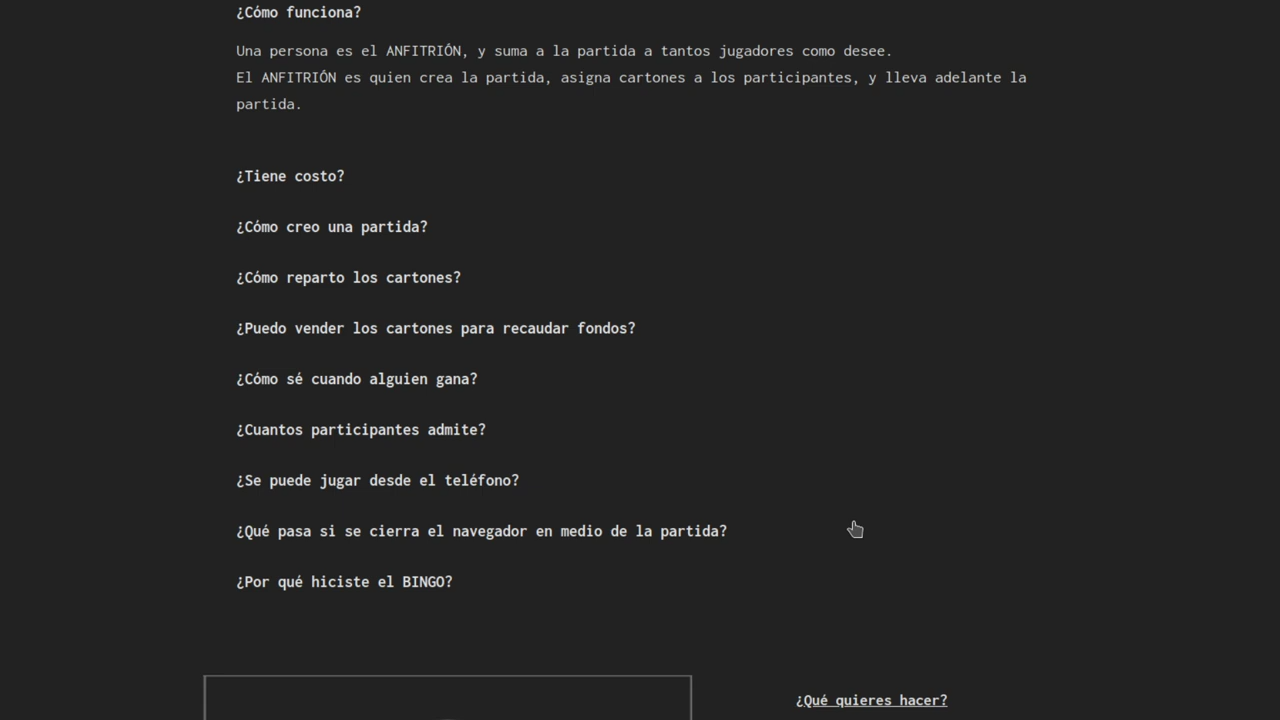 ¿Cómo funciona?
Una persona es el ANFITRIÓN, y suma a la partida a tantos jugadores como desee.
El ANFITRIÓN es quien crea la partida, asigna cartones a los participantes, y lleva adelante la
partida.
¿Tiene costo?
¿Cómo creo una partida?
¿Cómo reparto los cartones?
¿Puedo vender los cartones para recaudar fondos?
¿Cómo sé cuando alguien gana?
¿Cuantos participantes admite?
¿Se puede jugar desde el teléfono?
¿Qué pasa si se cierra el navegador en medio de la partida?
¿Por qué hiciste el BINGO?
¿Qué quieres hacer?